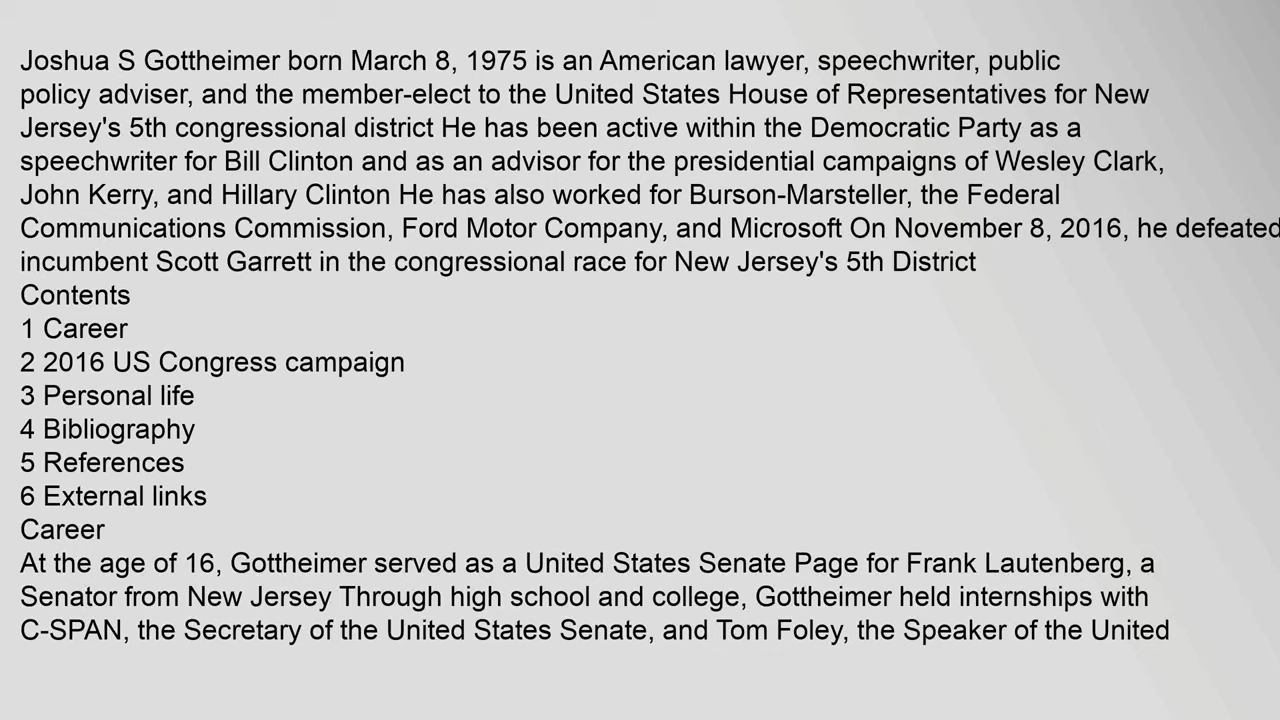 Joshua S Gottheimer born March 8, 1975 is an American lawyer, speechwriter, public
policy adviser, and the member-elect to the United States House of Representatives for New
Jersey's 5th congressional district He has been active within the Democratic Party as a
speechwriter for Bill Clinton and as an advisor for the presidential campaigns of Wesley Clark,
John Kerry, and Hillary Clinton He has also worked for Burson-Marsteller, the Federal
Communications Commission, Ford Motor Company, and Microsoft On November 8, 2016, he defeated
incumbent Scott Garrett in the congressional race for New Jersey's 5th District
Contents
1 Career
2 2016 US Congress campaign
3 Personal life
4 Bibliography
5 References
6 External links
Career
At the age of 16, Gottheimer served as a United States Senate Page for Frank Lautenberg, a
Senator from New Jersey Through high school and college, Gottheimer held internships with
C-SPAN, the Secretary of the United States Senate, and Tom Foley, the Speaker of the United